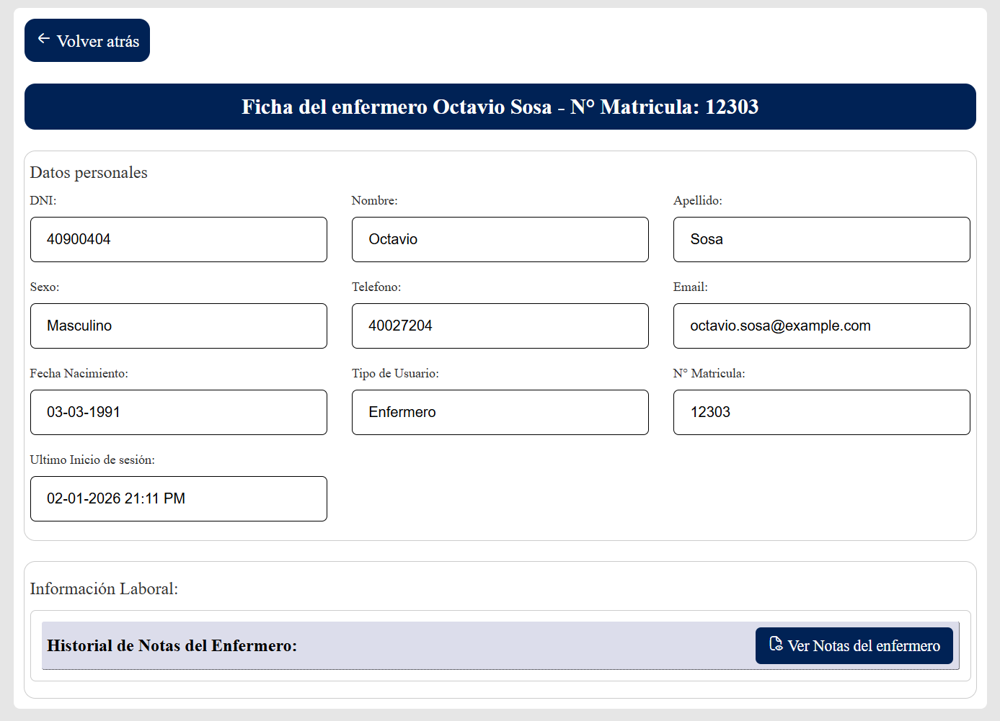 Volver atrás
Ficha del enfermero Octavio Sosa - N° Matricula: 12303
Datos personales
DNI:
Nombre:
Apellido:
40900404
Octavio
Sosa
Sexo:
Telefono:
Email:
Masculino
40027204
octavio.sosa@example.com
Fecha Nacimiento:
Tipo de Usuario:
N° Matricula:
03-03-1991
Enfermero
12303
Ultimo Inicio de sesión:
02-01-2026 21:11 PM
Información Laboral:
Historial de Notas del Enfermero:
Ver Notas del enfermero